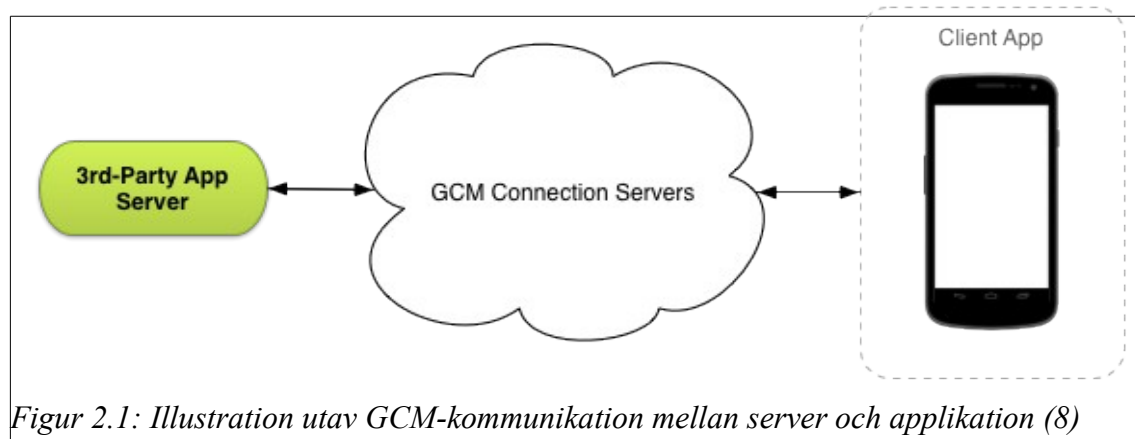 Client App
3rd-Party App
Server
GCM Connection Servers
Figur 2.1: Illustration utav GCM-kommunikation mellan server och applikation (8)